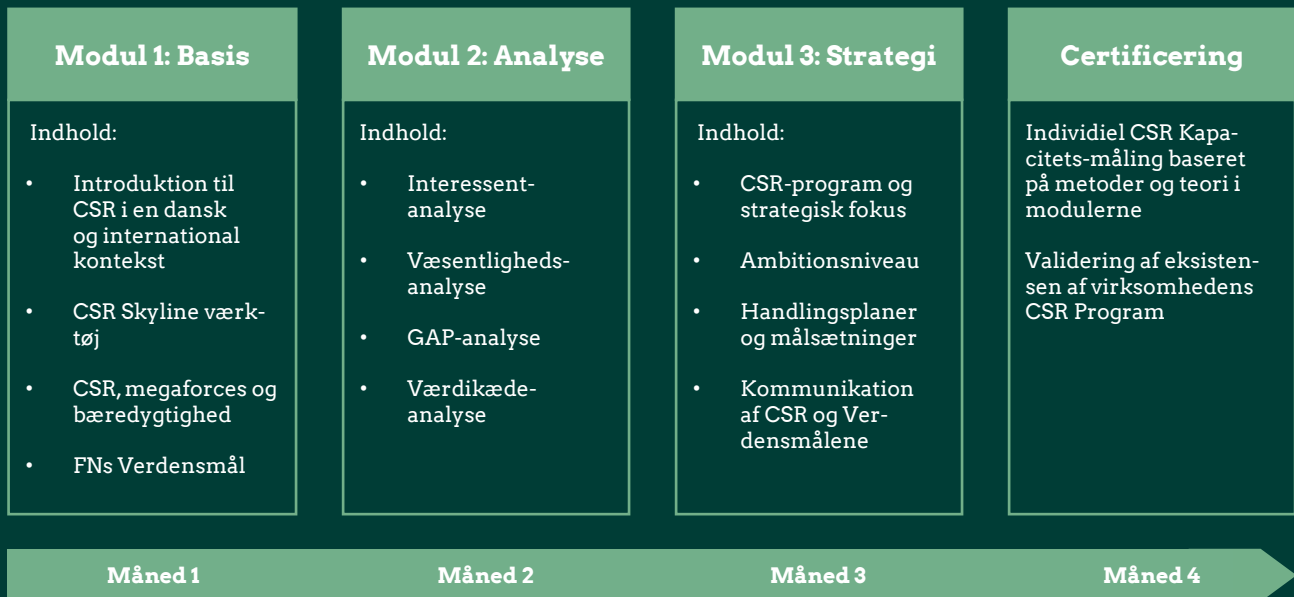 Modul 1: Basis
Indhold:
• Introduktion til
CSR i en dansk
og international
kontekst
• CSR Skyline værk-
tøj
• CSR, megaforces og
bæredygtighed
• FNs Verdensmål
Modul 2: Analyse
Indhold:
• Interessent-
analyse
• Væsentligheds-
analyse
• GAP-analyse
• Værdikæde-
analyse
Modul 3: Strategi
Indhold:
• CSR-program og
strategisk fokus
• Ambitionsniveau
• Handlingsplaner
og målsætninger
• Kommunikation
af CSR og Ver-
densmålene
Certificering
Individiel CSR Kapa-
citets-måling baseret
på metoder og teori i
modulerne
Validering af eksisten-
sen af virksomhedens
CSR Program
Måned 1
Måned 2
Måned 3
Måned 4